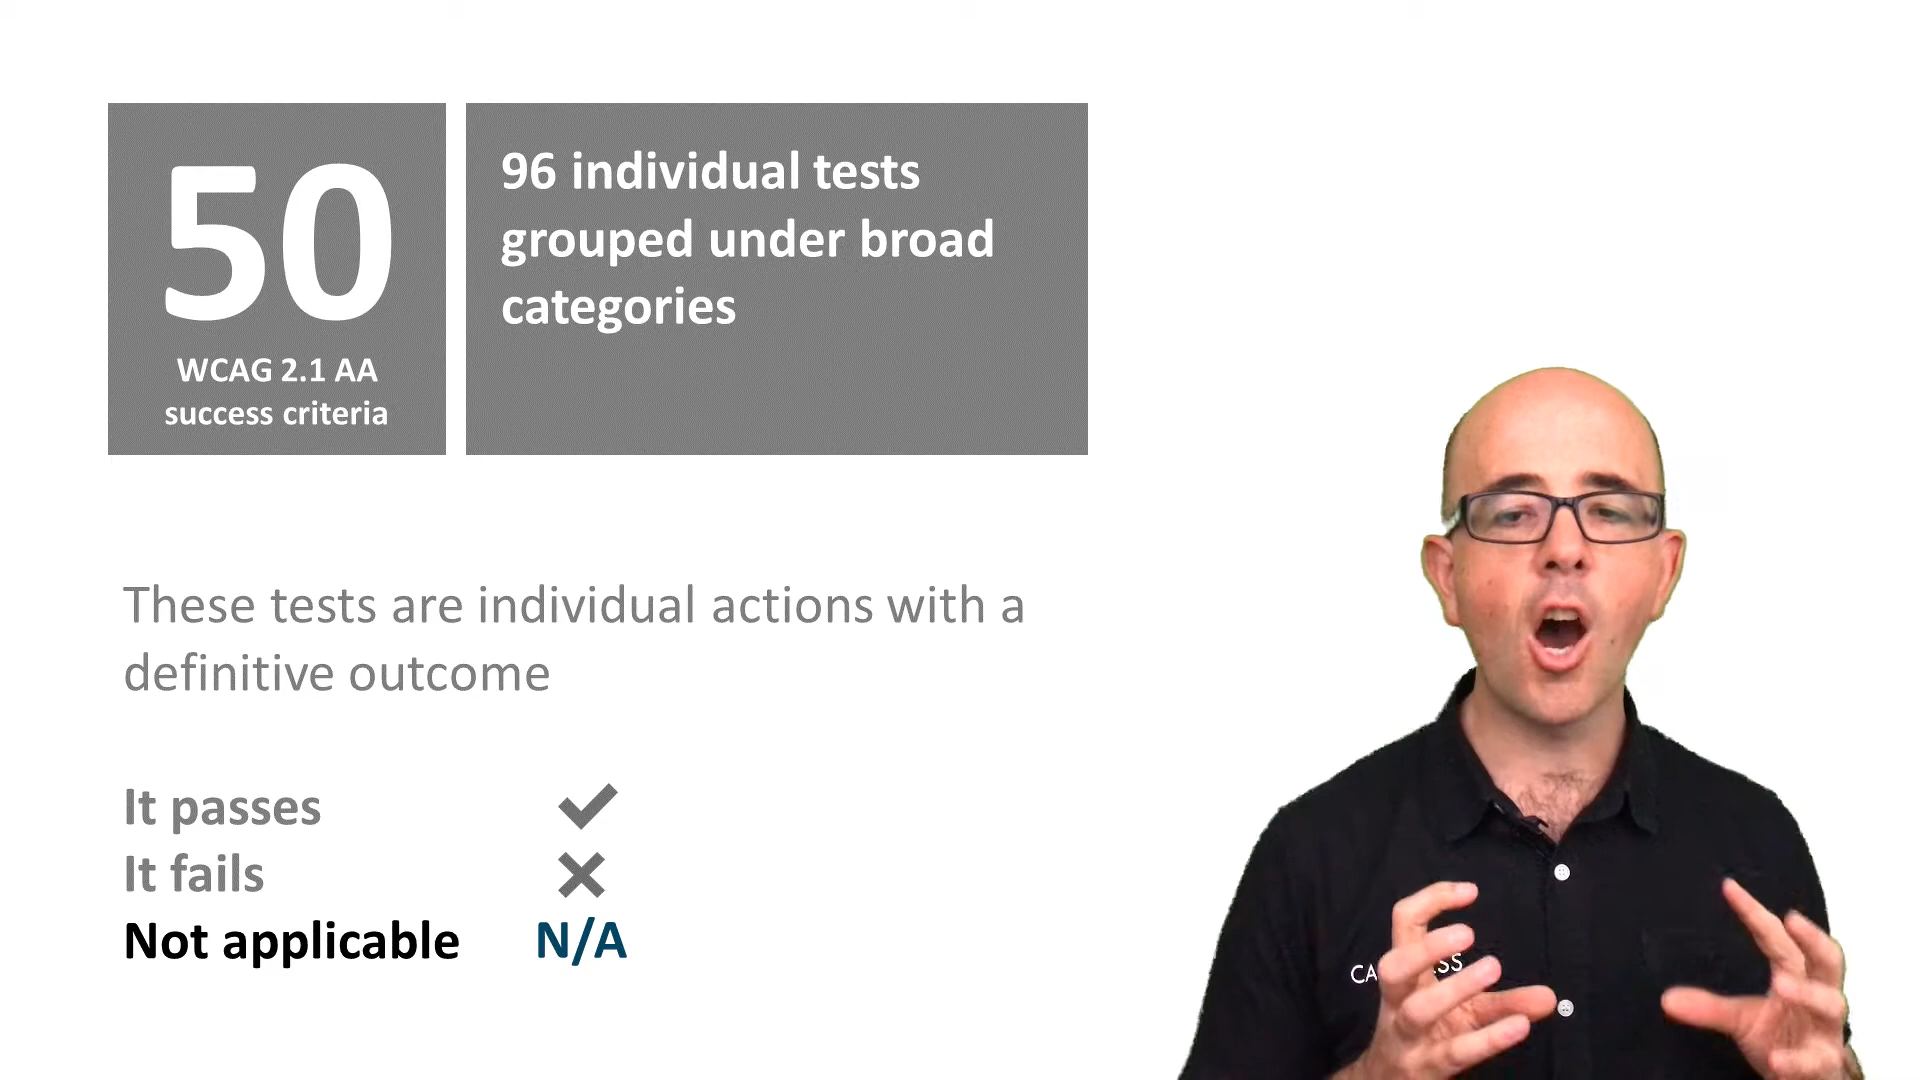 50
WCAG 2.1 AA
success criteria
96 individual tests
grouped under broad
categories
These tests are individual actions with a
definitive outcome
It passes
It fails
Not applicable N/A